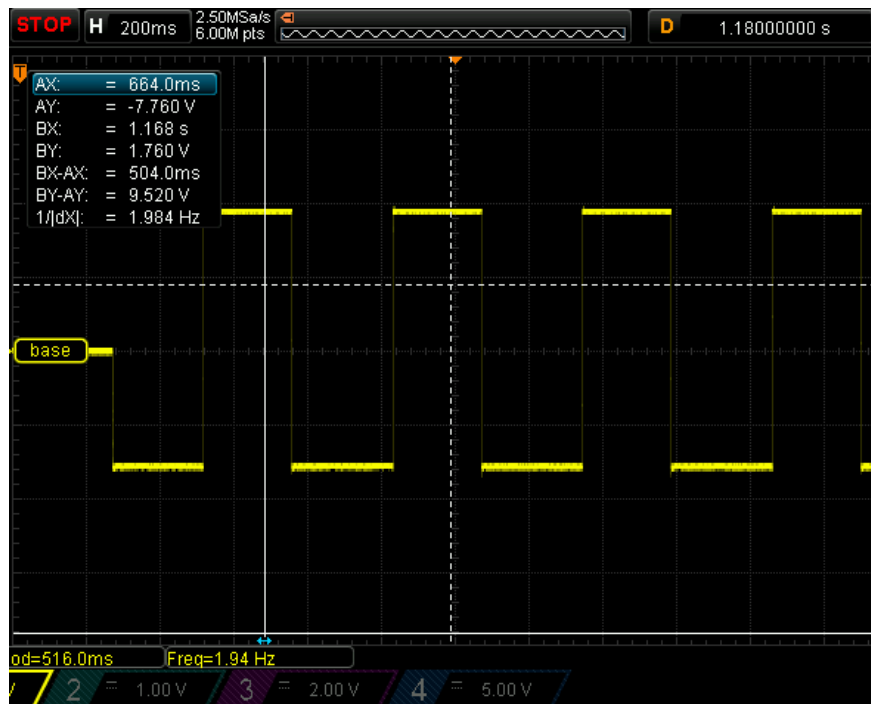 STOP H 200ms 2.50MSa/s 6.00M pts D 1.18000000 s
T
AX: = 664.0ms
AY: = -7.760 V
BX: = 1.168 s
BY: = 1.760 V
BX-AX: = 504.0ms
BY-AY: = 9.520 V
1/|dX|: = 1.984 Hz
base
od=516.0ms Freq=1.94 Hz
V 2 = 1.00 V 3 = 2.00 V 4 = 5.00 V